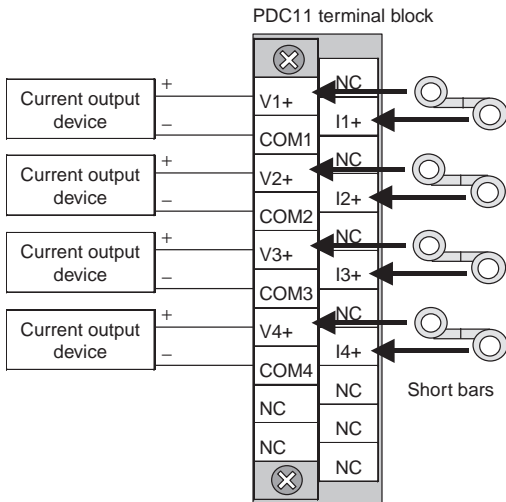 PDC11 terminal block
Current output
device
+
−
Current output
device
+
−
Current output
device
+
−
Current output
device
+
−
V1+
COM1
V2+
COM2
V3+
COM3
V4+
COM4
NC
NC
NC
I1+
NC
I2+
NC
I3+
NC
I4+
NC
NC
NC
Short bars